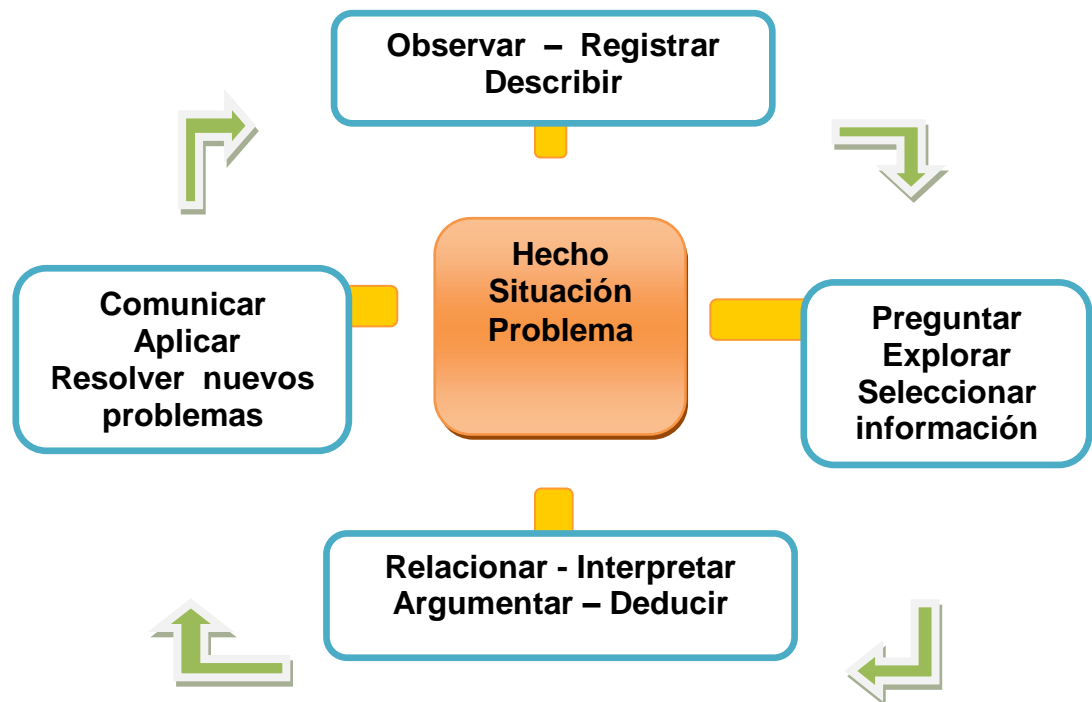 Observar – Registrar
Describir
Hecho
Situación
Problema
Comunicar
Aplicar
Resolver nuevos
problemas
Preguntar
Explorar
Seleccionar
información
Relacionar - Interpretar
Argumentar – Deducir